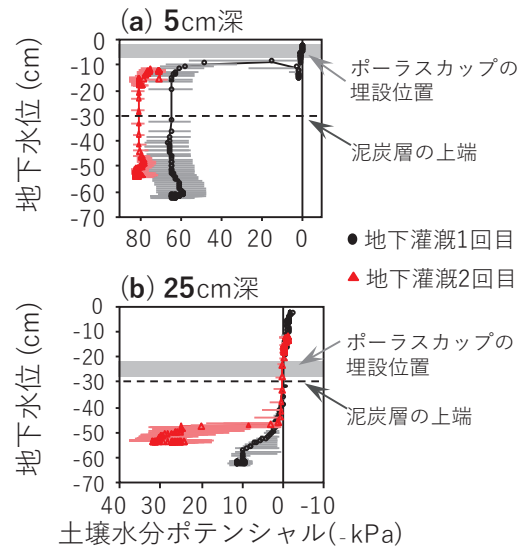 (a) 5cm深
地下水位 (cm)
0
-10
-20
-30
-40
-50
-60
-70
80
60
40
20
0
ポーラスカップの
埋設位置
泥炭層の上端
地下灌漑1回目
地下灌漑2回目
(b) 25cm深
地下水位 (cm)
0
-10
-20
-30
-40
-50
-60
-70
40
30
20
10
0
-10
ポーラスカップの
埋設位置
泥炭層の上端
土壌水分ポテンシャル(-kPa)